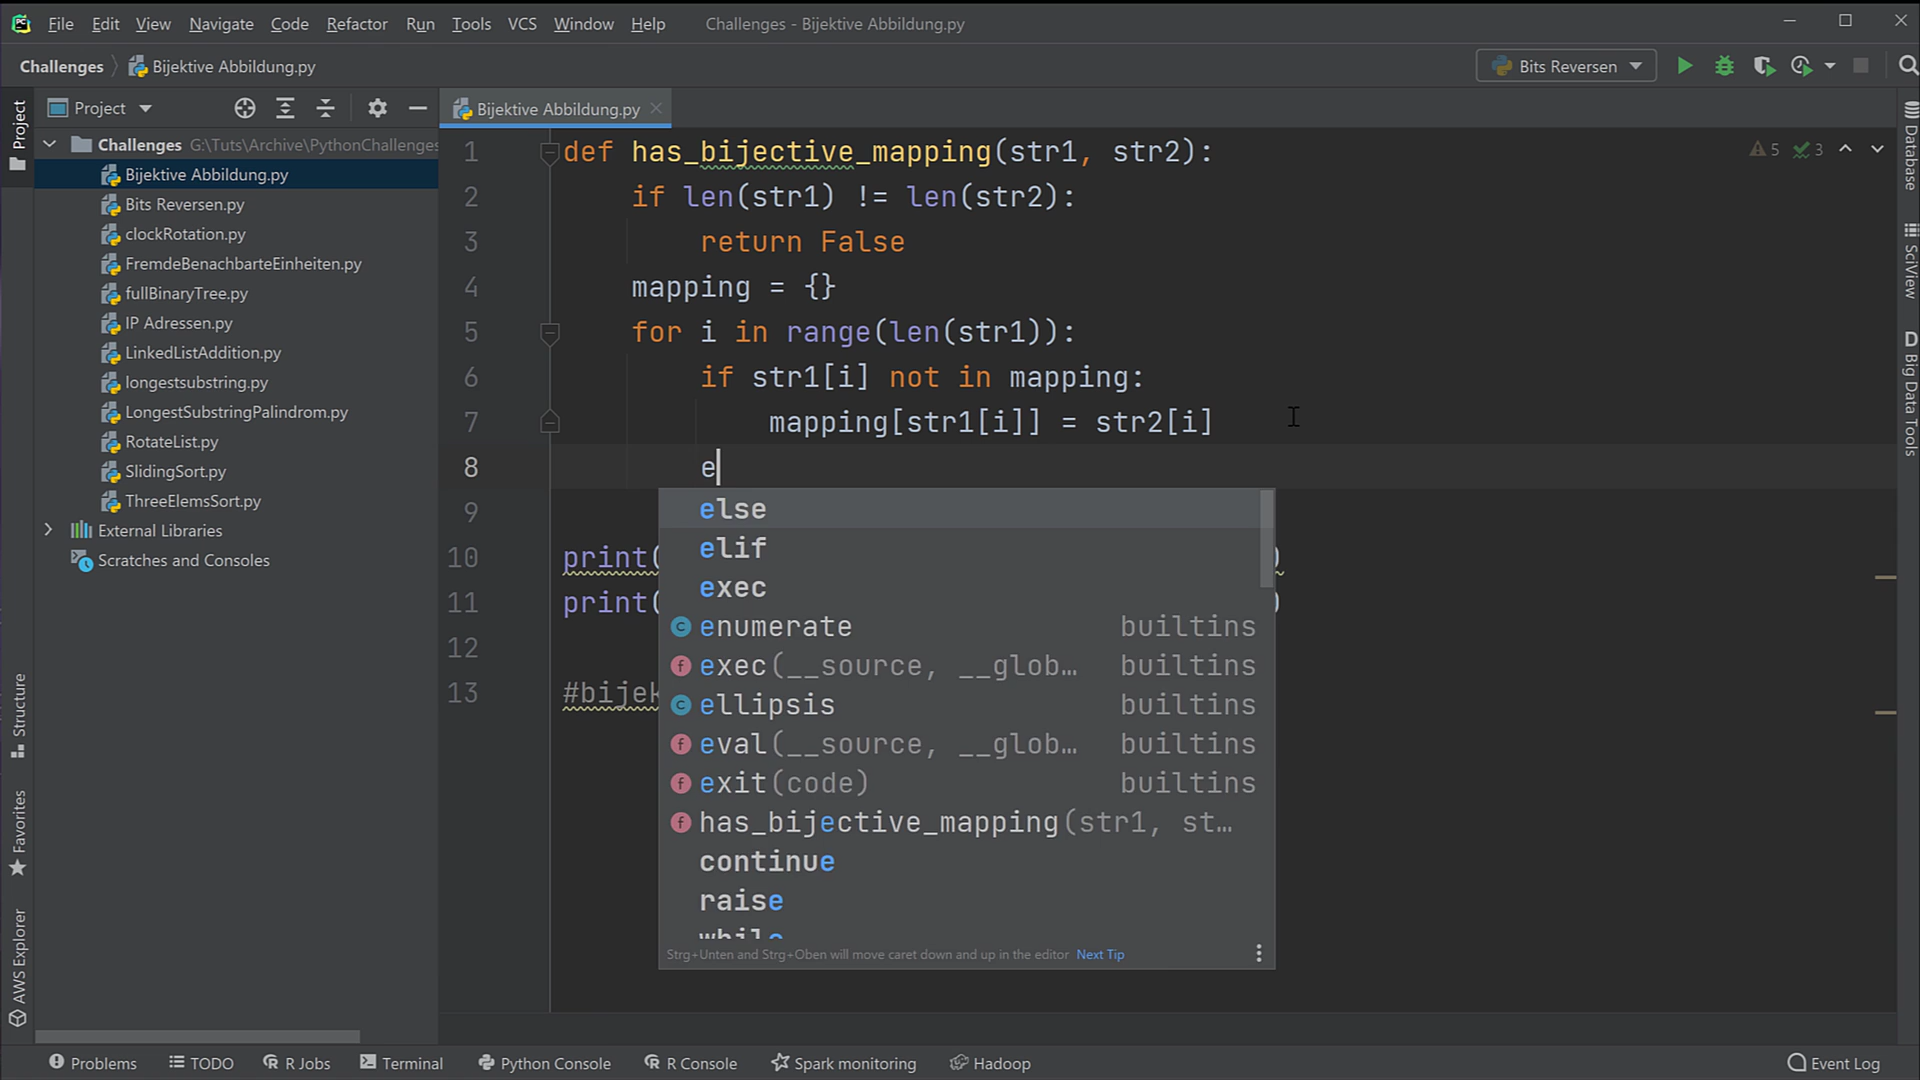 File Edit View Navigate Code Refactor Run Tools VCS Window Help Challenges - Bijektive Abbildung.py
Challenges Bijektive Abbildung.py Bits Reversen
Project
Project
Bijektive Abbildung.py
Challenges G:\Tuts\Archive\PythonChallenges
Bijektive Abbildung.py
Bits Reversen.py
clockRotation.py
FremdeBenachbarteEinheiten.py
fullBinaryTree.py
IP Adressen.py
LinkedListAddition.py
longestsubstring.py
LongestSubstringPalindrom.py
RotateList.py
SlidingSort.py
ThreeElemsSort.py
External Libraries
Scratches and Consoles
Structure
Favorites
AWS Explorer
1 def has_bijective_mapping(str1, str2):
2 if len(str1) != len(str2):
3 return False
4 mapping = {}
5 for i in range(len(str1)):
6 if str1[i] not in mapping:
7 mapping[str1[i]] = str2[i]
8 e
9
10 print( )
11 print( )
12
13 #bijek
5 3
else
elif
exec
enumerate builtins
exec(__source, __glob… builtins
ellipsis builtins
eval(__source, __glob… builtins
exit(code) builtins
has_bijective_mapping(str1, st…
continue
raise
while
Strg+Unten and Strg+Oben will move caret down and up in the editor Next Tip
Database
SciView
D Big Data Tools
Problems TODO R Jobs Terminal Python Console R Console Spark monitoring Hadoop Event Log